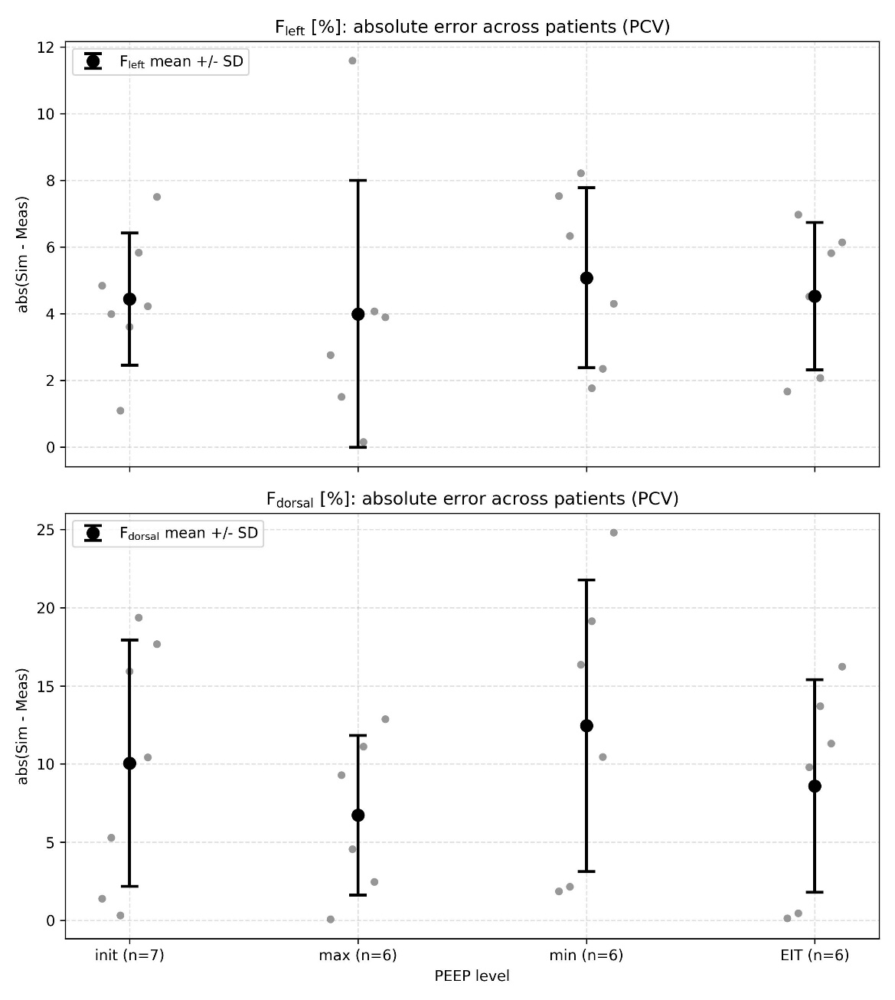 F_left [%]: absolute error across patients (PCV)
F_left mean +/- SD
12
10
8
6
4
2
0
abs(Sim - Meas)
F_dorsal [%]: absolute error across patients (PCV)
F_dorsal mean +/- SD
25
20
15
10
5
0
abs(Sim - Meas)
init (n=7) max (n=6) min (n=6) EIT (n=6)
PEEP level